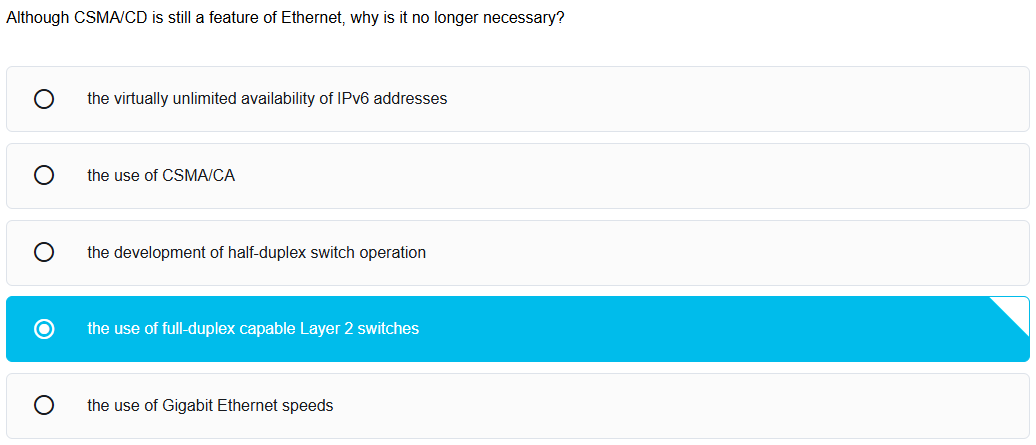 Although CSMA/CD is still a feature of Ethernet, why is it no longer necessary?
the virtually unlimited availability of IPv6 addresses
the use of CSMA/CA
the development of half-duplex switch operation
the use of full-duplex capable Layer 2 switches
the use of Gigabit Ethernet speeds